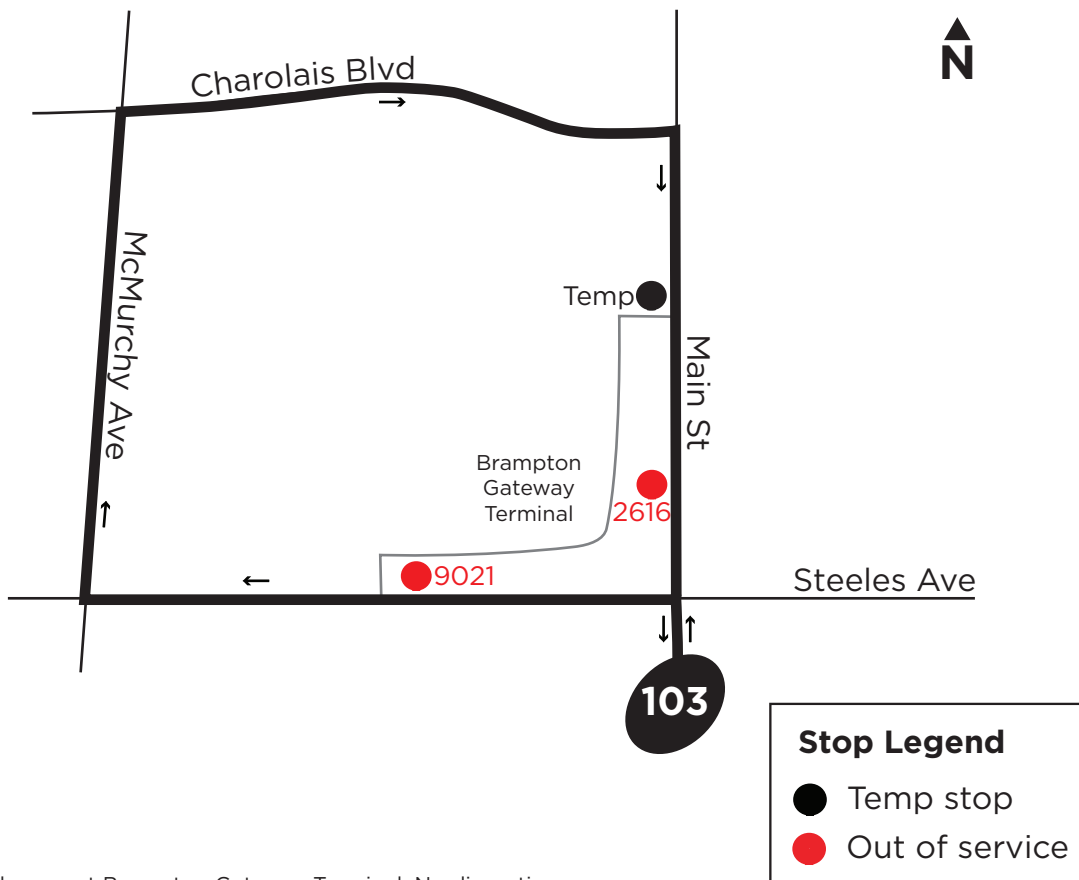 Charolais Blvd
N
McMurchy Ave
Temp
Main St
Brampton
Gateway
Terminal
2616
9021
Steeles Ave
103
Stop Legend
Temp stop
Out of service